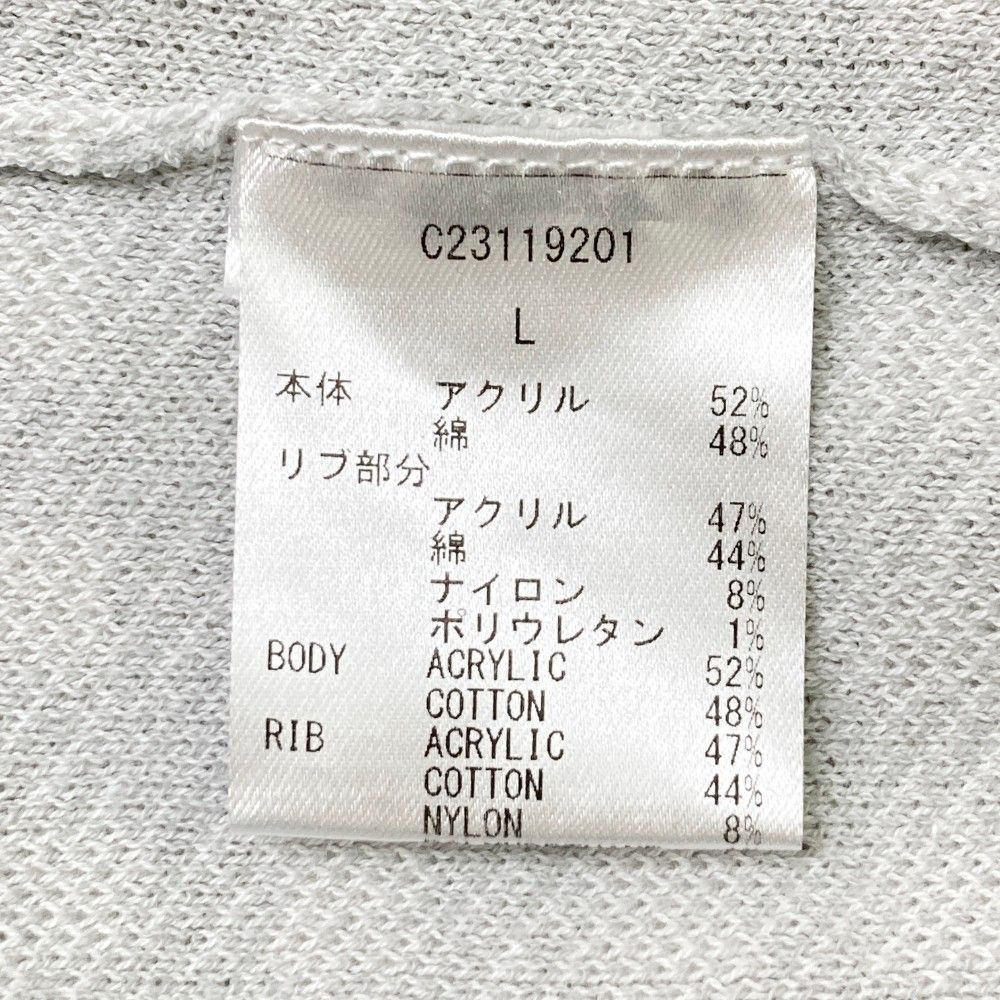 C23119201
L
本体 アクリル 52%
綿 48%
リブ部分
アクリル 47%
綿 44%
ナイロン 8%
ポリウレタン 1%
BODY ACRYLIC 52%
COTTON 48%
RIB ACRYLIC 47%
COTTON 44%
NYLON 8%